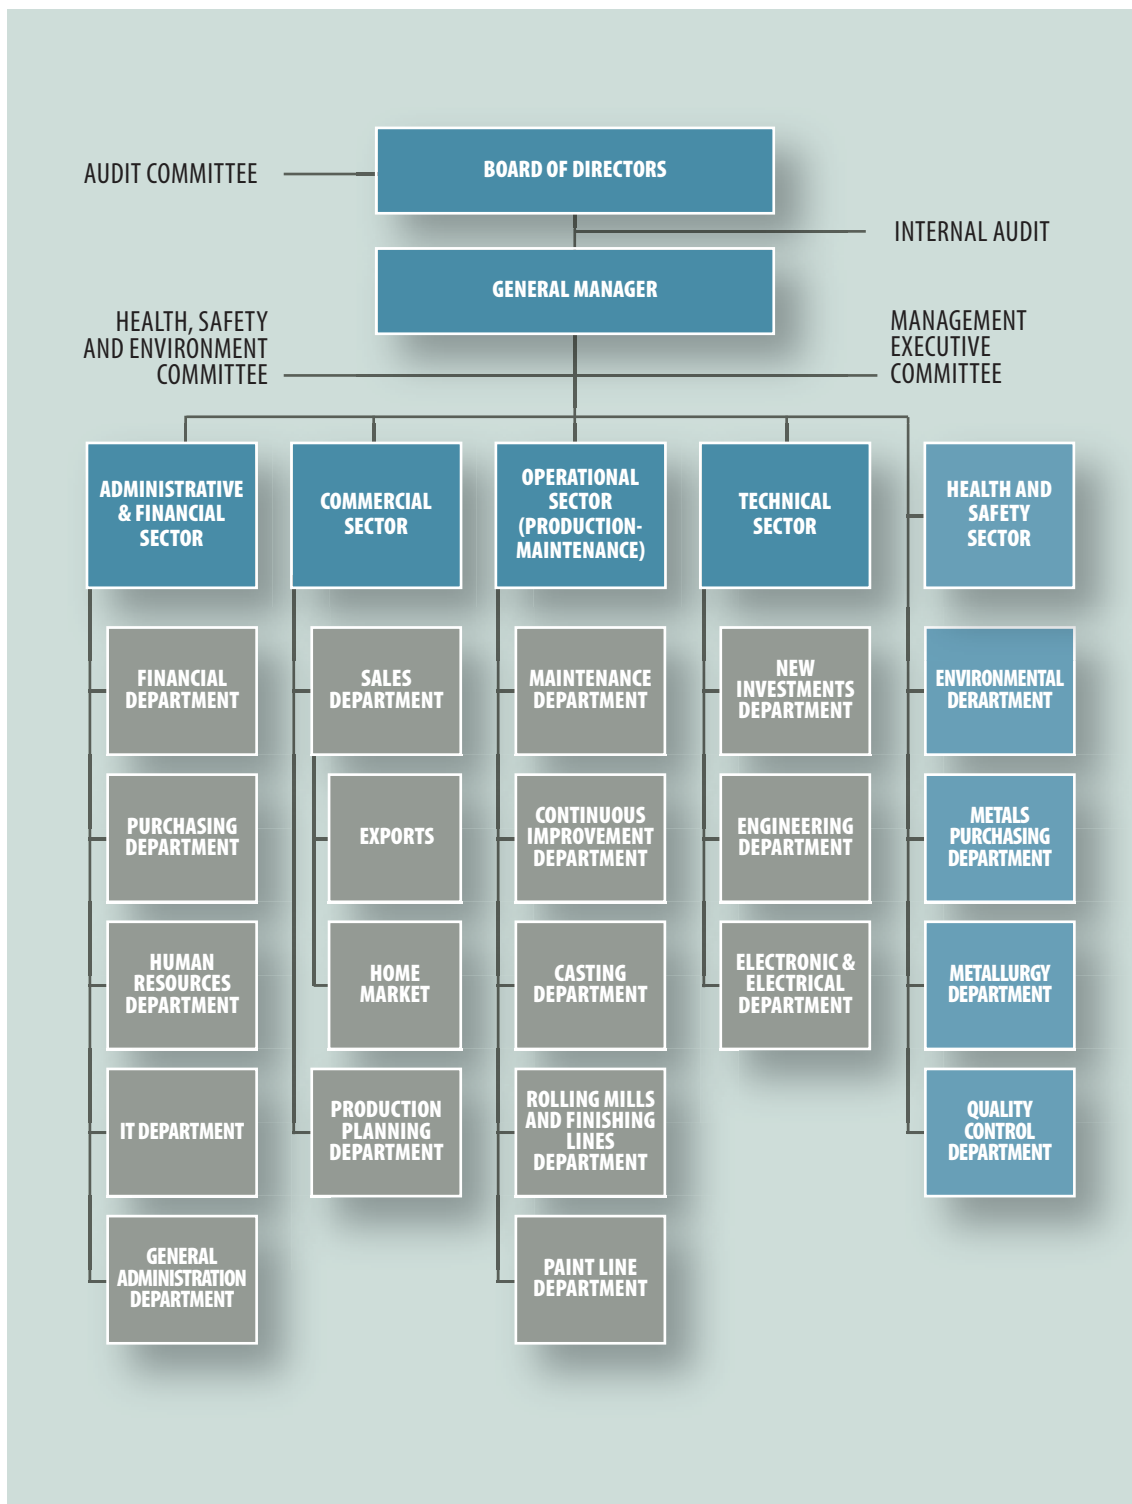 BOARD OF DIRECTORS
AUDIT COMMITTEE
INTERNAL AUDIT
GENERAL MANAGER
HEALTH, SAFETY
AND ENVIRONMENT
COMMITTEE
MANAGEMENT
EXECUTIVE
COMMITTEE
ADMINISTRATIVE
& FINANCIAL
SECTOR
COMMERCIAL
SECTOR
OPERATIONAL
SECTOR
(PRODUCTION-
MAINTENANCE)
TECHNICAL
SECTOR
HEALTH AND
SAFETY
SECTOR
FINANCIAL
DEPARTMENT
SALES
DEPARTMENT
MAINTENANCE
DEPARTMENT
NEW
INVESTMENTS
DEPARTMENT
ENVIRONMENTAL
DERARTMENT
PURCHASING
DEPARTMENT
EXPORTS
CONTINUOUS
IMPROVEMENT
DEPARTMENT
ENGINEERING
DEPARTMENT
METALS
PURCHASING
DEPARTMENT
HUMAN
RESOURCES
DEPARTMENT
HOME
MARKET
CASTING
DEPARTMENT
ELECTRONIC &
ELECTRICAL
DEPARTMENT
METALLURGY
DEPARTMENT
IT DEPARTMENT
PRODUCTION
PLANNING
DEPARTMENT
ROLLING MILLS
AND FINISHING
LINES
DEPARTMENT
QUALITY
CONTROL
DEPARTMENT
GENERAL
ADMINISTRATION
DEPARTMENT
PAINT LINE
DEPARTMENT